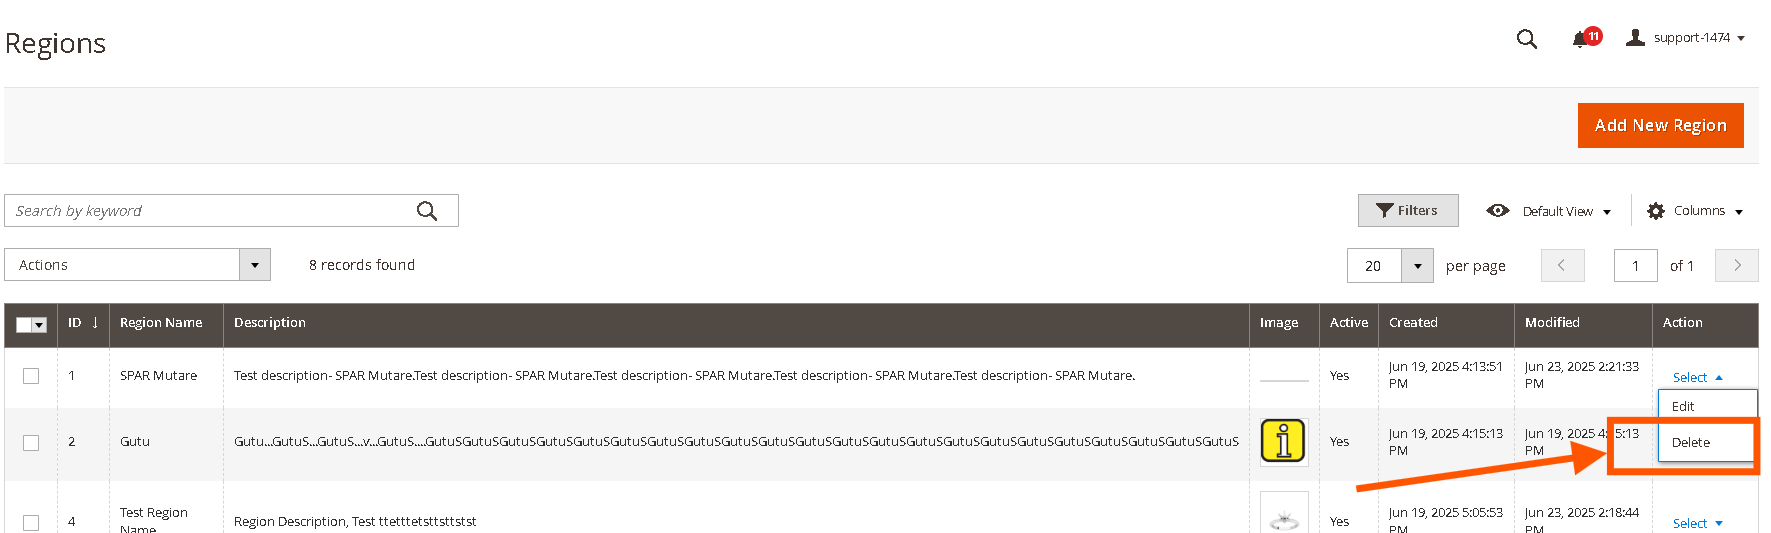 Regions
11
support-1474
Add New Region
Search by keyword
Filters
Default View
Columns
Actions
8 records found
20
per page
1
of 1
ID ↓ Region Name Description Image Active Created Modified Action
1 SPAR Mutare Test description- SPAR Mutare.Test description- SPAR Mutare.Test description- SPAR Mutare.Test description- SPAR Mutare.Test description- SPAR Mutare. Yes Jun 19, 2025 4:13:51 PM Jun 23, 2025 2:21:33 PM Select
Edit
Delete
2 Gutu Gutu...GutuS...GutuS...v...GutuS....GutuSGutuSGutuSGutuSGutuSGutuSGutuSGutuSGutuSGutuSGutuSGutuSGutuSGutuSGutuSGutuSGutuSGutuSGutuSGutuSGutuSGutuS i Yes Jun 19, 2025 4:15:13 PM Jun 19, 2025 4:15:13 PM
4 Test Region Name Region Description, Test ttetttetsttsttstst Yes Jun 19, 2025 5:05:53 PM Jun 23, 2025 2:18:44 PM Select